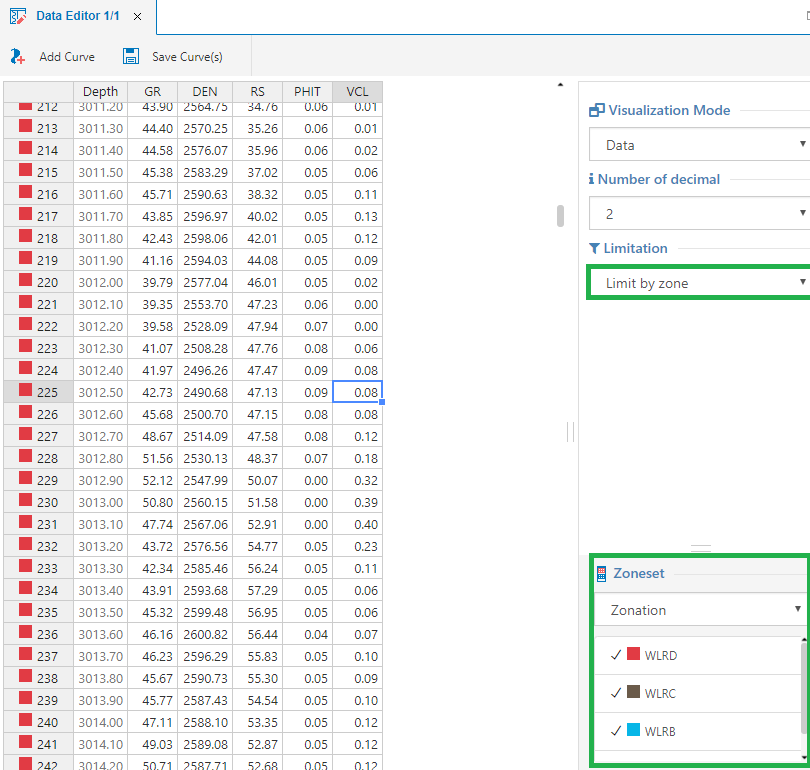 Data Editor 1/1 ×
Add Curve Save Curve(s)
Depth GR DEN RS PHIT VCL
212 3011.20 43.90 2564.75 34.76 0.06 0.01
213 3011.30 44.40 2570.25 35.26 0.06 0.01
214 3011.40 44.58 2576.07 35.96 0.06 0.02
215 3011.50 45.38 2583.29 37.02 0.05 0.06
216 3011.60 45.71 2590.63 38.32 0.05 0.11
217 3011.70 43.85 2596.97 40.02 0.05 0.13
218 3011.80 42.43 2598.06 42.01 0.05 0.12
219 3011.90 41.16 2594.03 44.08 0.05 0.09
220 3012.00 39.79 2577.04 46.01 0.05 0.02
221 3012.10 39.35 2553.70 47.23 0.06 0.00
222 3012.20 39.58 2528.09 47.94 0.07 0.00
223 3012.30 41.07 2508.28 47.76 0.08 0.06
224 3012.40 41.97 2496.26 47.47 0.09 0.08
225 3012.50 42.73 2490.68 47.13 0.09 0.08
226 3012.60 45.68 2500.70 47.15 0.08 0.08
227 3012.70 48.67 2514.09 47.58 0.08 0.12
228 3012.80 51.56 2530.13 48.37 0.07 0.18
229 3012.90 52.12 2547.99 50.07 0.00 0.32
230 3013.00 50.80 2560.15 51.58 0.00 0.39
231 3013.10 47.74 2567.06 52.91 0.00 0.40
232 3013.20 43.72 2576.56 54.77 0.05 0.23
233 3013.30 42.34 2585.46 56.24 0.05 0.11
234 3013.40 43.91 2593.68 57.29 0.05 0.06
235 3013.50 45.32 2599.48 56.95 0.05 0.06
236 3013.60 46.16 2600.82 56.44 0.04 0.07
237 3013.70 46.23 2596.29 55.83 0.05 0.10
238 3013.80 45.67 2590.73 55.30 0.05 0.09
239 3013.90 45.77 2587.43 54.54 0.05 0.10
240 3014.00 47.11 2588.10 53.35 0.05 0.12
241 3014.10 49.03 2589.08 52.87 0.05 0.12
242 3014.20 50.71 2587.71 52.68 0.05 0.12
Visualization Mode
Data
Number of decimal
2
Limitation
Limit by zone
Zoneset
Zonation
WLRD
WLRC
WLRB